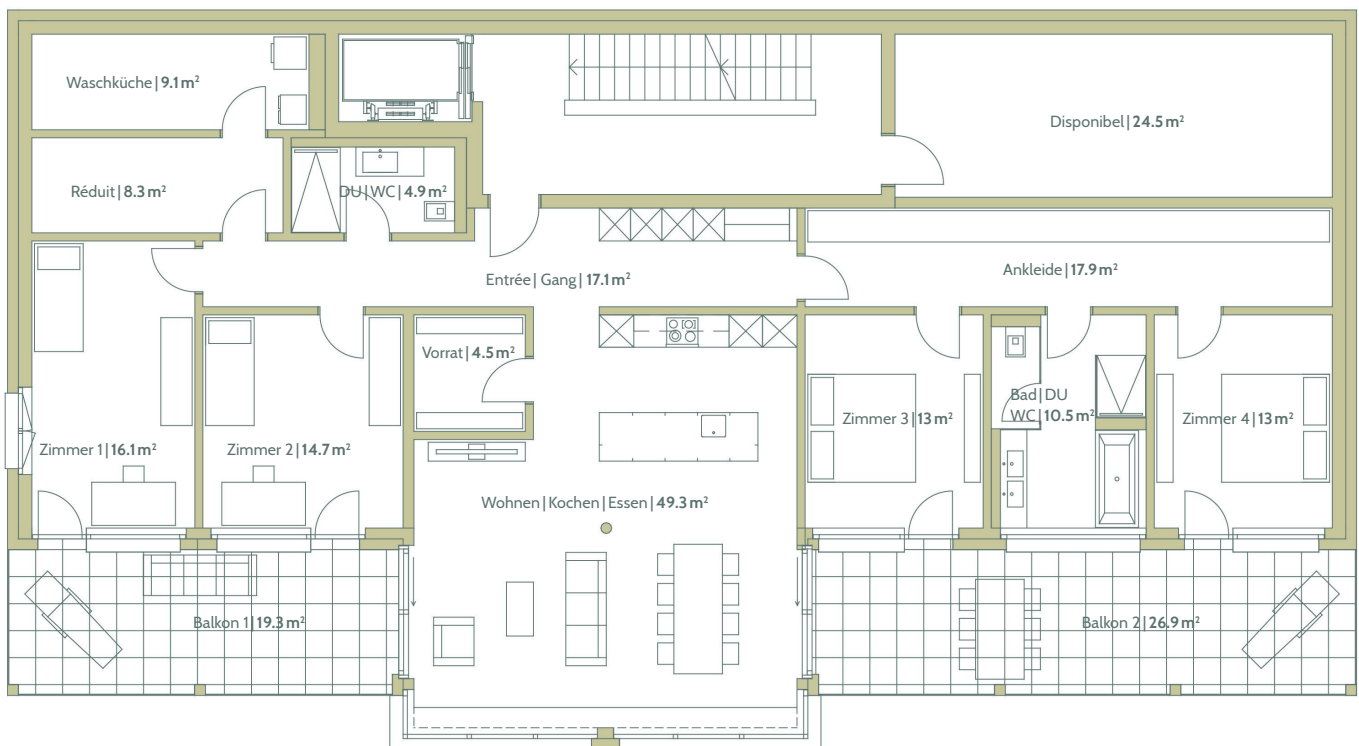 Waschküche | 9.1 m²
Disponibel | 24.5 m²
Réduit | 8.3 m²
DU | WC | 4.9 m²
Entrée | Gang | 17.1 m²
Ankleide | 17.9 m²
Vorrat | 4.5 m²
Zimmer 1 | 16.1 m²
Zimmer 2 | 14.7 m²
Zimmer 3 | 13 m²
Bad | DU
WC | 10.5 m²
Zimmer 4 | 13 m²
Wohnen | Kochen | Essen | 49.3 m²
Balkon 1 | 19.3 m²
Balkon 2 | 26.9 m²